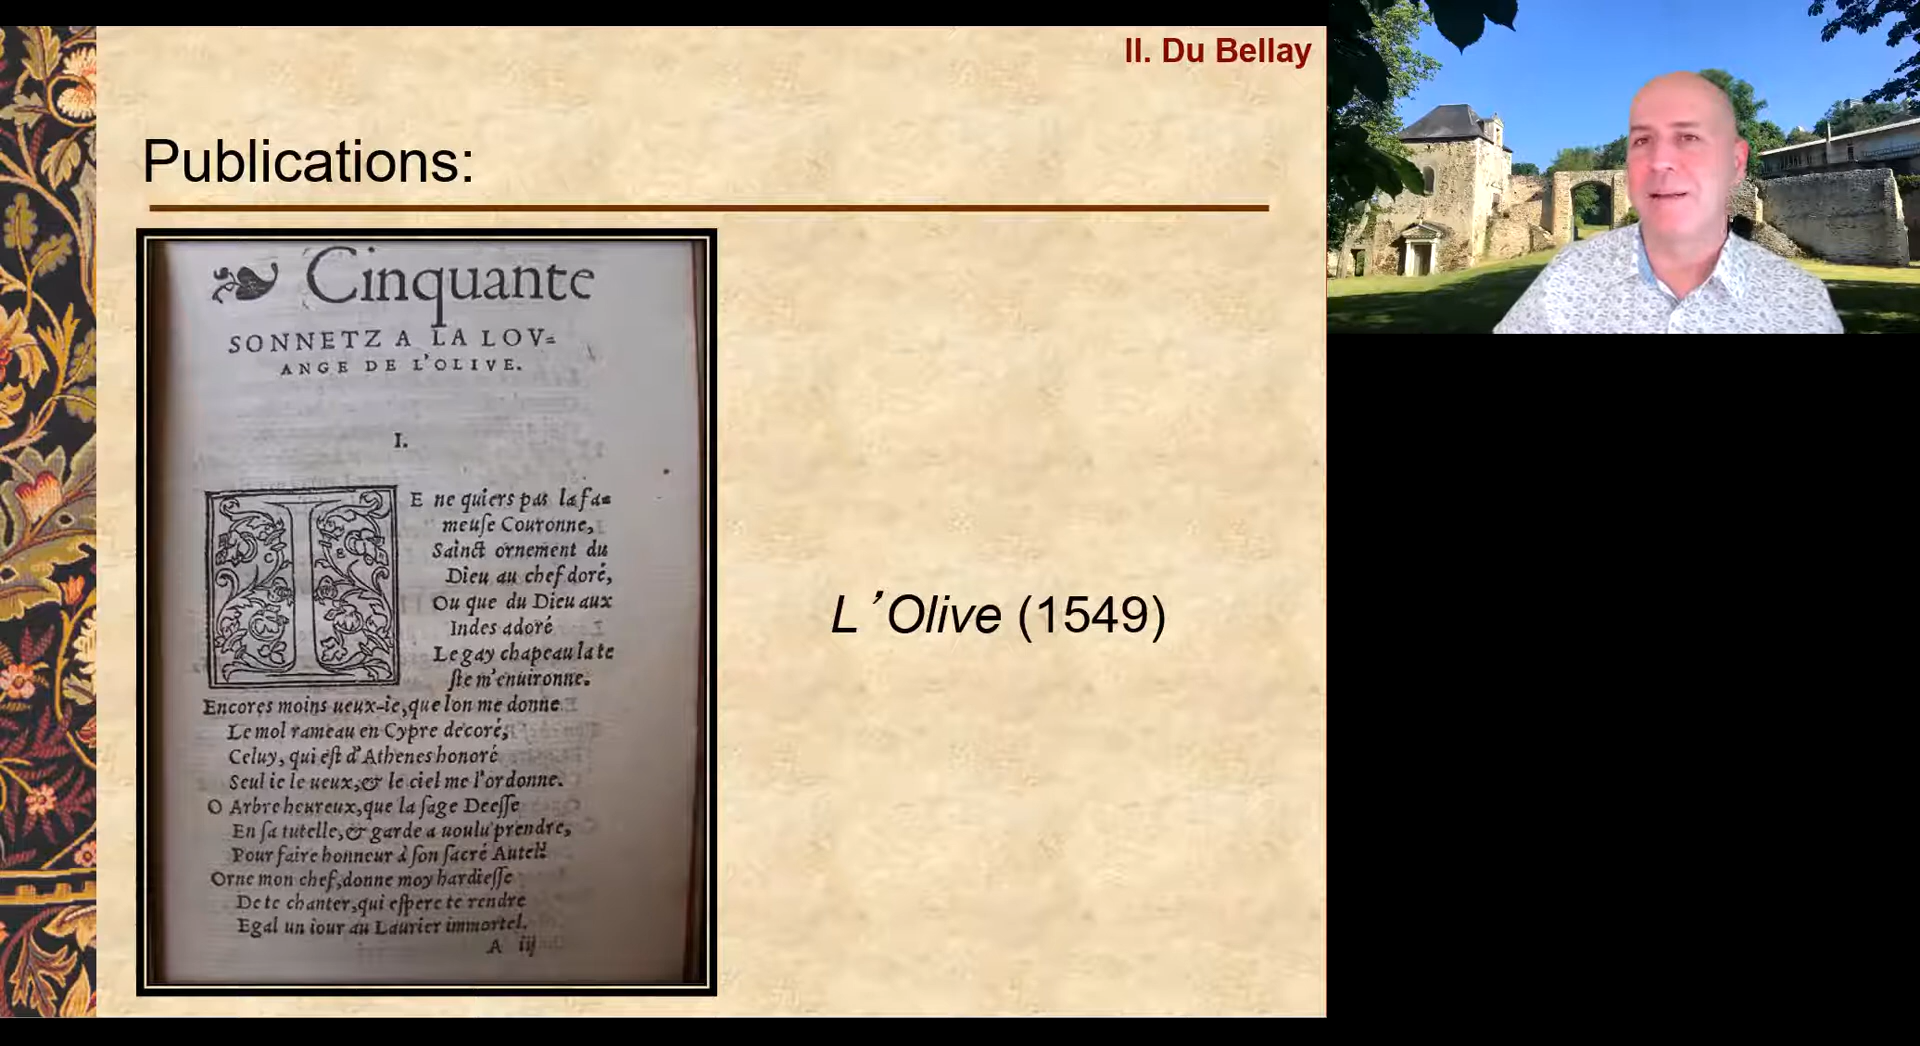 II. Du Bellay
Publications:
Cinquante
SONNETZ A LA LOV=
ANGE DE L'OLIVE.
I.
IE ne quiers pas la fa=
meuſe Couronne,
Sainct ornement du
Dieu au chef doré,
Ou que du Dieu aux
Indes adoré
Le gay chapeau la te
ſte m'enuironne.
Encores moins ueux-ie, que lon me donne
Le mol rameau en Cypre decoré,
Celuy, qui eſt d'Athenes honoré
Seul ie le ueux, & le ciel me l'ordonne.
O Arbre heureux, que la ſage Deeſſe
En ſa tutelle, & garde a uoulu prendre,
Pour faire honneur à ſon ſacré Autel!
Orne mon chef, donne moy hardieſſe
De te chanter, qui eſpere te rendre
Egal un iour au Laurier immortel.
A iij
L'Olive (1549)